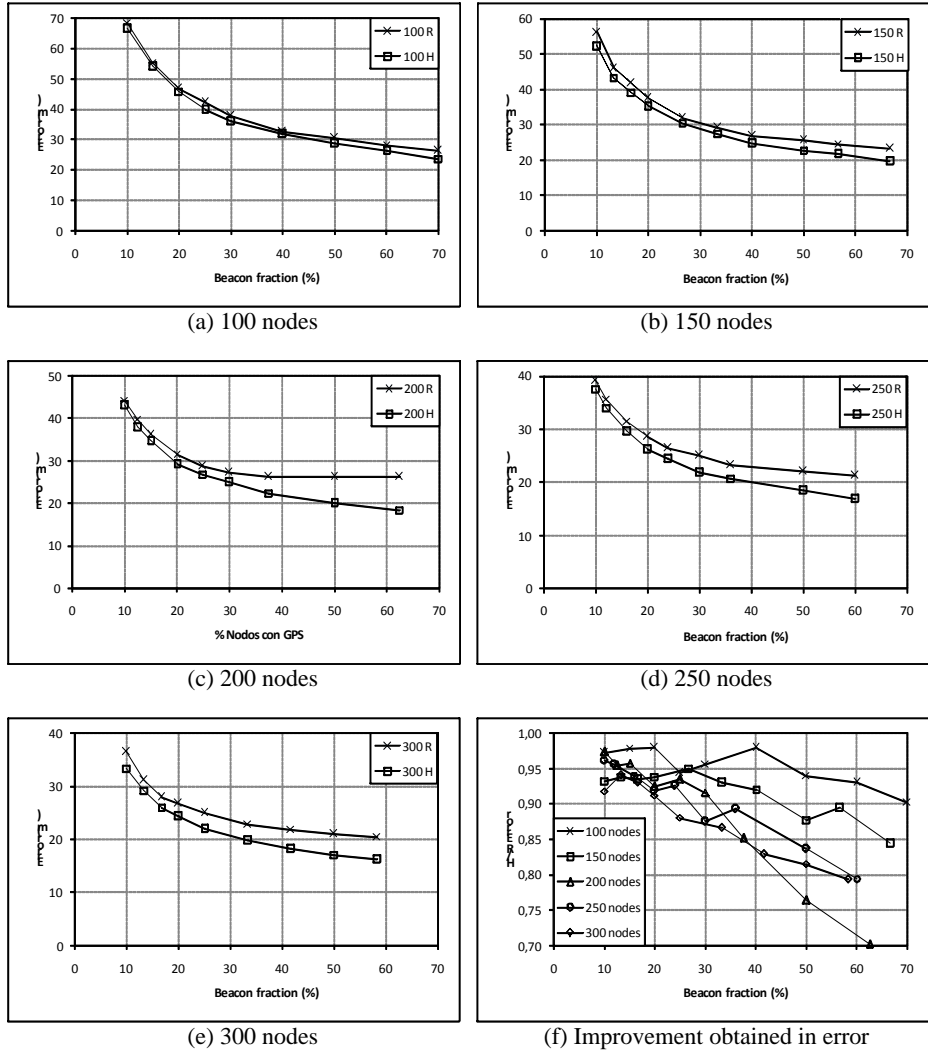 70
60
50
40
30
20
10
0
0 10 20 30 40 50 60 70
Beacon fraction (%)
100 R
100 H
(a) 100 nodes
60
50
40
30
20
10
0
0 10 20 30 40 50 60 70
Beacon fraction (%)
150 R
150 H
(b) 150 nodes
50
40
30
20
10
0
0 10 20 30 40 50 60 70
% Nodos con GPS
200 R
200 H
(c) 200 nodes
40
30
20
10
0
0 10 20 30 40 50 60 70
Beacon fraction (%)
250 R
250 H
(d) 250 nodes
40
30
20
10
0
0 10 20 30 40 50 60 70
Beacon fraction (%)
300 R
300 H
(e) 300 nodes
1,00
0,95
0,90
0,85
0,80
0,75
0,70
0 10 20 30 40 50 60 70
Beacon fraction (%)
100 nodes
150 nodes
200 nodes
250 nodes
300 nodes
(f) Improvement obtained in error